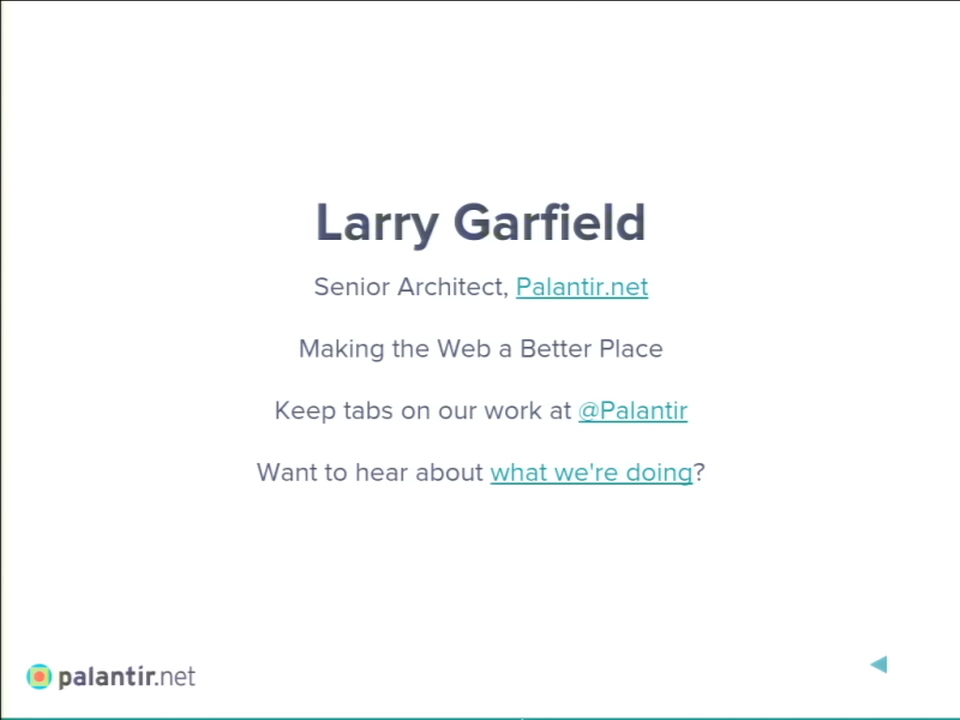 Larry Garfield
Senior Architect, Palantir.net
Making the Web a Better Place
Keep tabs on our work at @Palantir
Want to hear about what we're doing?
palantir.net